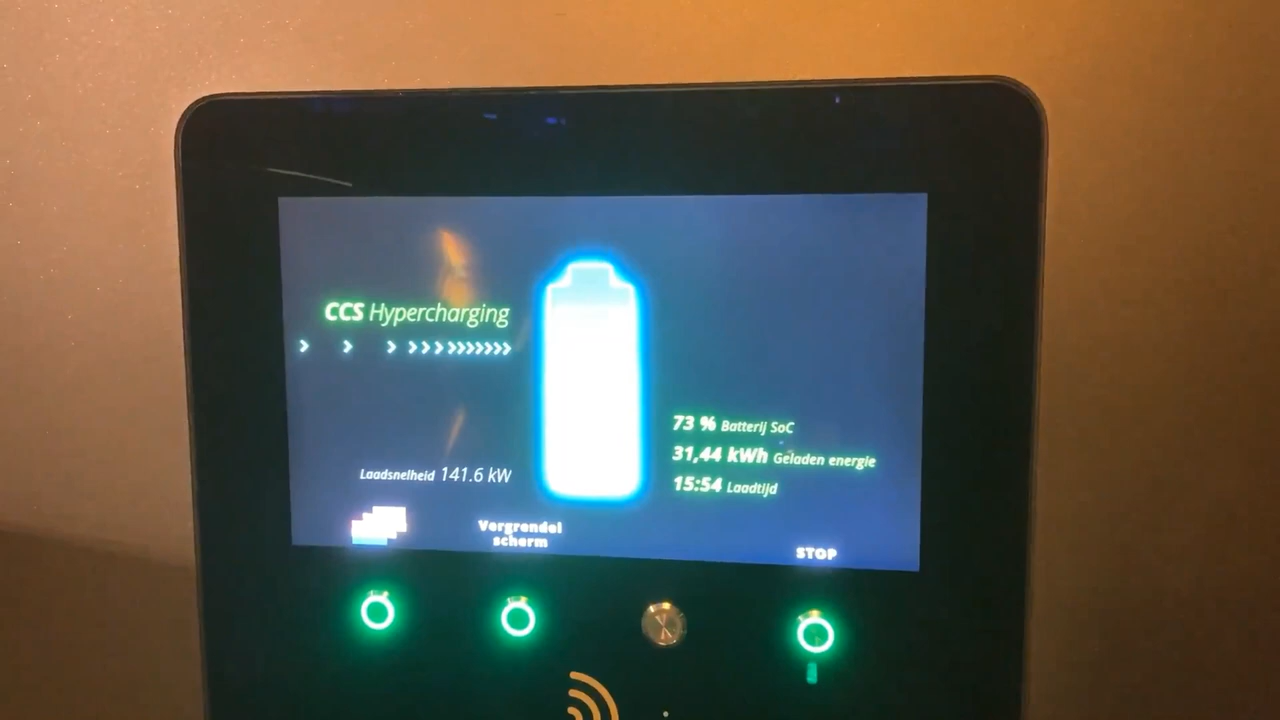 CCS Hypercharging
Laadsnelheid 141.6 kW
73 % Batterij SoC
31,44 kWh Geladen energie
15:54 Laadtijd
Vergrendel
scherm
STOP